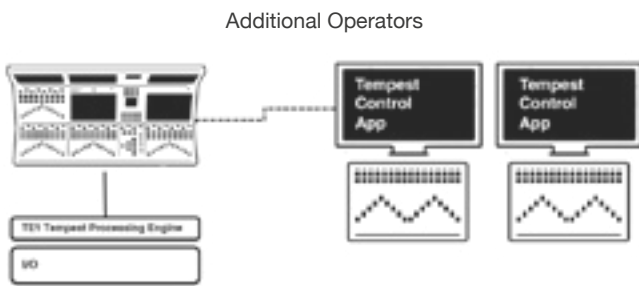 Additional Operators
Tempest
Control
App
Tempest
Control
App
TE1 Tempest Processing Engine
I/O